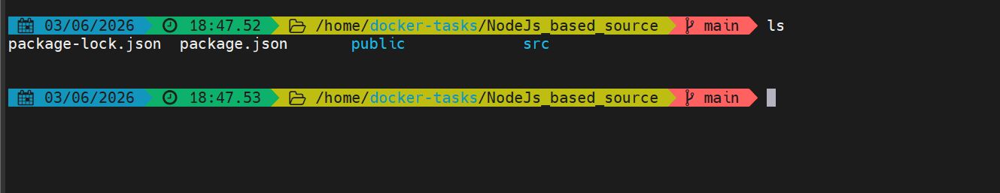 03/06/2026 18:47.52 /home/docker-tasks/NodeJs_based_source main ls
package-lock.json package.json public src
03/06/2026 18:47.53 /home/docker-tasks/NodeJs_based_source main